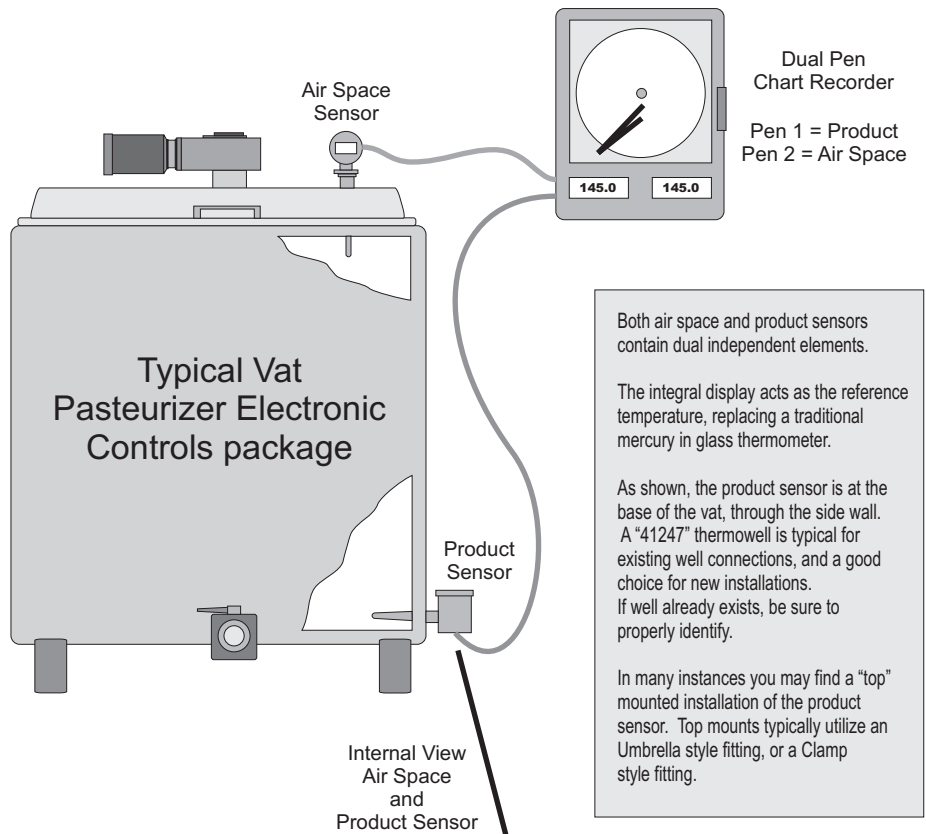 Air Space
Sensor
Dual Pen
Chart Recorder
Pen 1 = Product
Pen 2 = Air Space
145.0
145.0
Typical Vat
Pasteurizer Electronic
Controls package
Product
Sensor
Internal View
Air Space
and
Product Sensor
Both air space and product sensors
contain dual independent elements.
The integral display acts as the reference
temperature, replacing a traditional
mercury in glass thermometer.
As shown, the product sensor is at the
base of the vat, through the side wall.
A “41247” thermowell is typical for
existing well connections, and a good
choice for new installations.
If well already exists, be sure to
properly identify.
In many instances you may find a “top”
mounted installation of the product
sensor. Top mounts typically utilize an
Umbrella style fitting, or a Clamp
style fitting.